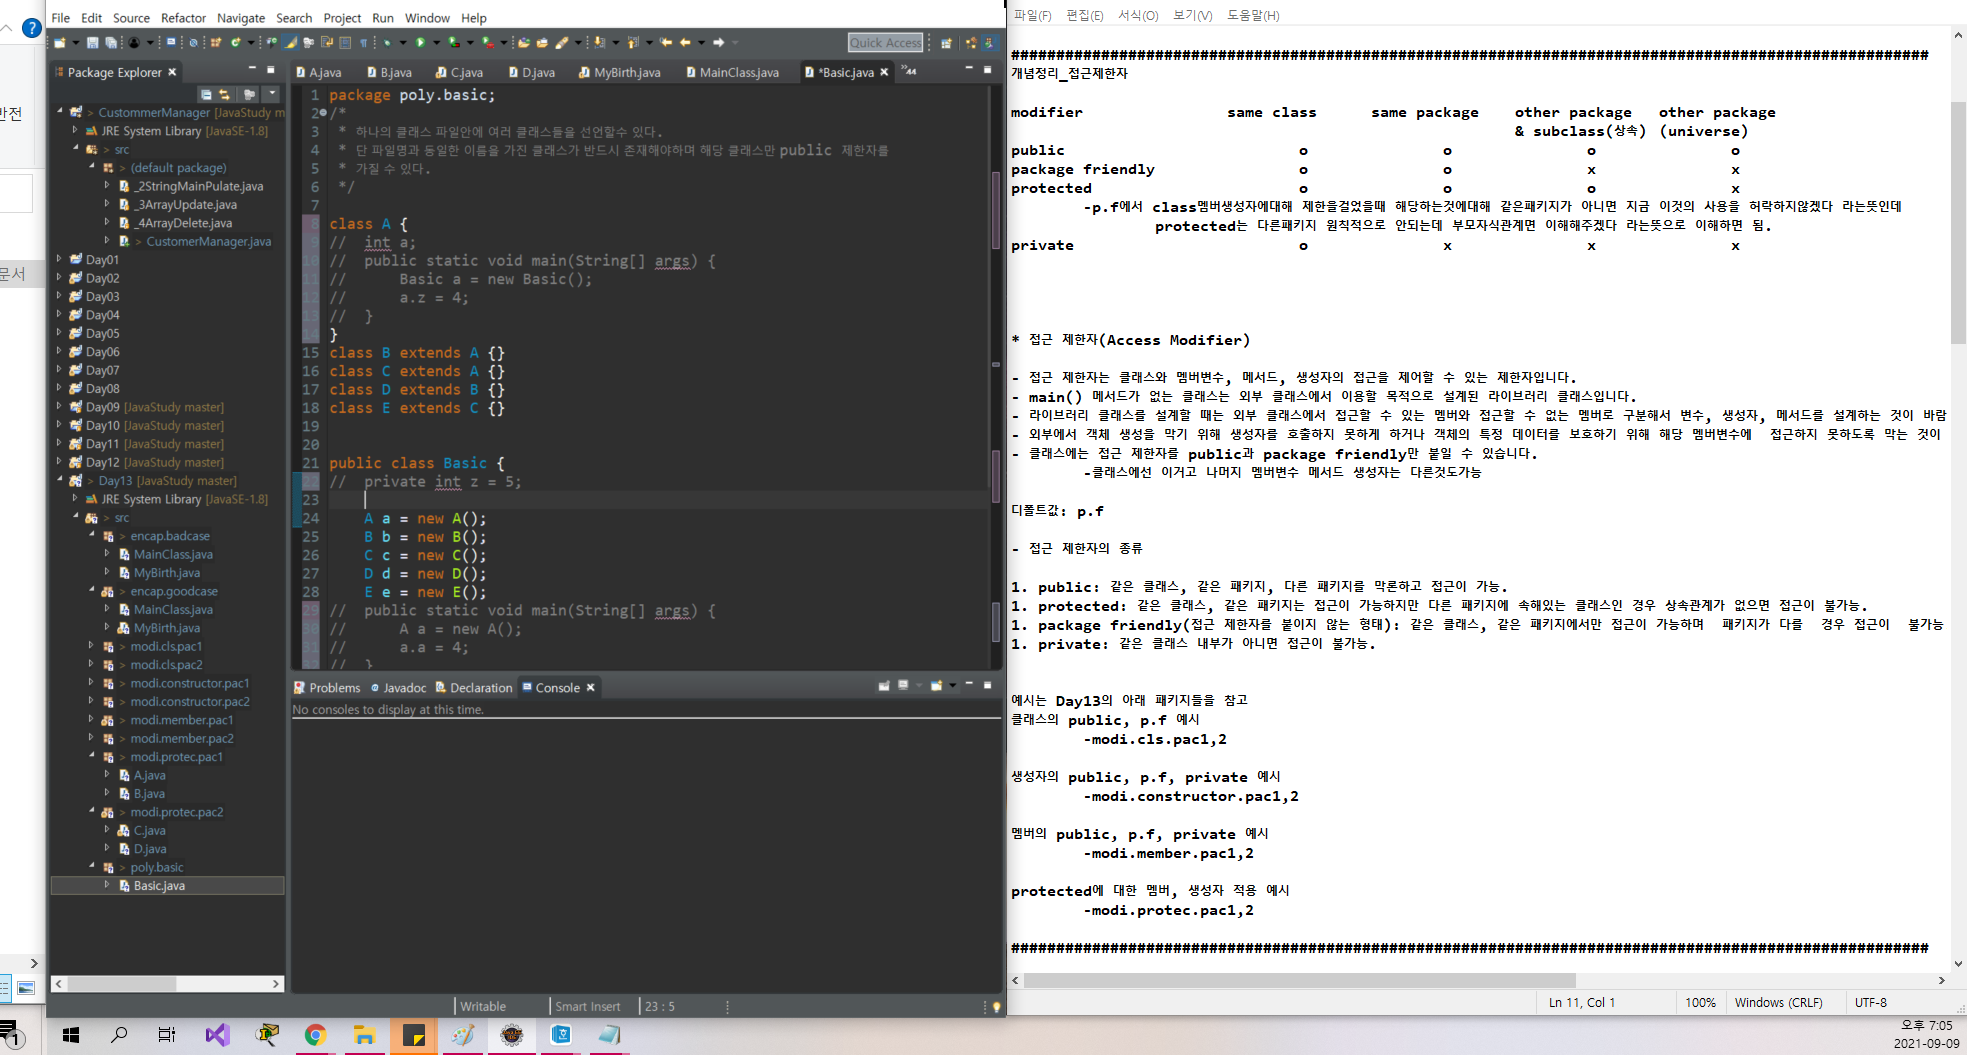 File Edit Source Refactor Navigate Search Project Run Window Help
Quick Access
Package Explorer
CustommerManager [JavaStudy m
JRE System Library [JavaSE-1.8]
src
(default package)
_2StringMainPulate.java
_3ArrayUpdate.java
_4ArrayDelete.java
CustomerManager.java
Day01
Day02
Day03
Day04
Day05
Day06
Day07
Day08
Day09 [JavaStudy master]
Day10 [JavaStudy master]
Day11 [JavaStudy master]
Day12 [JavaStudy master]
Day13 [JavaStudy master]
JRE System Library [JavaSE-1.8]
src
encap.badcase
MainClass.java
MyBirth.java
encap.goodcase
MainClass.java
MyBirth.java
modi.cls.pac1
modi.cls.pac2
modi.constructor.pac1
modi.constructor.pac2
modi.member.pac1
modi.member.pac2
modi.protec.pac1
A.java
B.java
modi.protec.pac2
C.java
D.java
poly.basic
Basic.java
반전
문서
A.java B.java C.java D.java MyBirth.java MainClass.java *Basic.java 44
1 package poly.basic;
2 /*
3 * 하나의 클래스 파일안에 여러 클래스들을 선언할수 있다.
4 * 단 파일명과 동일한 이름을 가진 클래스가 반드시 존재해야하며 해당 클래스만 public 제한자를
5 * 가질 수 있다.
6 */
7
8 class A {
9 // int a;
10 // public static void main(String[] args) {
11 // Basic a = new Basic();
12 // a.z = 4;
13 // }
14 }
15 class B extends A {}
16 class C extends A {}
17 class D extends B {}
18 class E extends C {}
19
20
21 public class Basic {
22 // private int z = 5;
23
24 A a = new A();
25 B b = new B();
26 C c = new C();
27 D d = new D();
28 E e = new E();
29 // public static void main(String[] args) {
30 // A a = new A();
31 // a.a = 4;
32 // }
Problems Javadoc Declaration Console
No consoles to display at this time.
Writable Smart Insert 23 : 5
파일(F) 편집(E) 서식(O) 보기(V) 도움말(H)
######################################################################################################
개념정리_접근제한자
modifier same class same package other package other package
& subclass(상속) (universe)
public o o o o
package friendly o o x x
protected o o o x
-p.f에서 class멤버생성자에대해 제한을걸었을때 해당하는것에대해 같은패키지가 아니면 지금 이것의 사용을 허락하지않겠다 라는뜻인데
protected는 다른패키지 원칙적으로 안되는데 부모자식관계면 이해해주겠다 라는뜻으로 이해하면 됨.
private o x x x
* 접근 제한자(Access Modifier)
- 접근 제한자는 클래스와 멤버변수, 메서드, 생성자의 접근을 제어할 수 있는 제한자입니다.
- main() 메서드가 없는 클래스는 외부 클래스에서 이용할 목적으로 설계된 라이브러리 클래스입니다.
- 라이브러리 클래스를 설계할 때는 외부 클래스에서 접근할 수 있는 멤버와 접근할 수 없는 멤버로 구분해서 변수, 생성자, 메서드를 설계하는 것이 바람
- 외부에서 객체 생성을 막기 위해 생성자를 호출하지 못하게 하거나 객체의 특정 데이터를 보호하기 위해 해당 멤버변수에 접근하지 못하도록 막는 것이
- 클래스에는 접근 제한자를 public과 package friendly만 붙일 수 있습니다.
-클래스에선 이거고 나머지 멤버변수 메서드 생성자는 다른것도가능
디폴트값: p.f
- 접근 제한자의 종류
1. public: 같은 클래스, 같은 패키지, 다른 패키지를 막론하고 접근이 가능.
1. protected: 같은 클래스, 같은 패키지는 접근이 가능하지만 다른 패키지에 속해있는 클래스인 경우 상속관계가 없으면 접근이 불가능.
1. package friendly(접근 제한자를 붙이지 않는 형태): 같은 클래스, 같은 패키지에서만 접근이 가능하며 패키지가 다를 경우 접근이 불가능
1. private: 같은 클래스 내부가 아니면 접근이 불가능.
예시는 Day13의 아래 패키지들을 참고
클래스의 public, p.f 예시
-modi.cls.pac1,2
생성자의 public, p.f, private 예시
-modi.constructor.pac1,2
멤버의 public, p.f, private 예시
-modi.member.pac1,2
protected에 대한 멤버, 생성자 적용 예시
-modi.protec.pac1,2
######################################################################################################
Ln 11, Col 1 100% Windows (CRLF) UTF-8
1
오후 7:05
2021-09-09